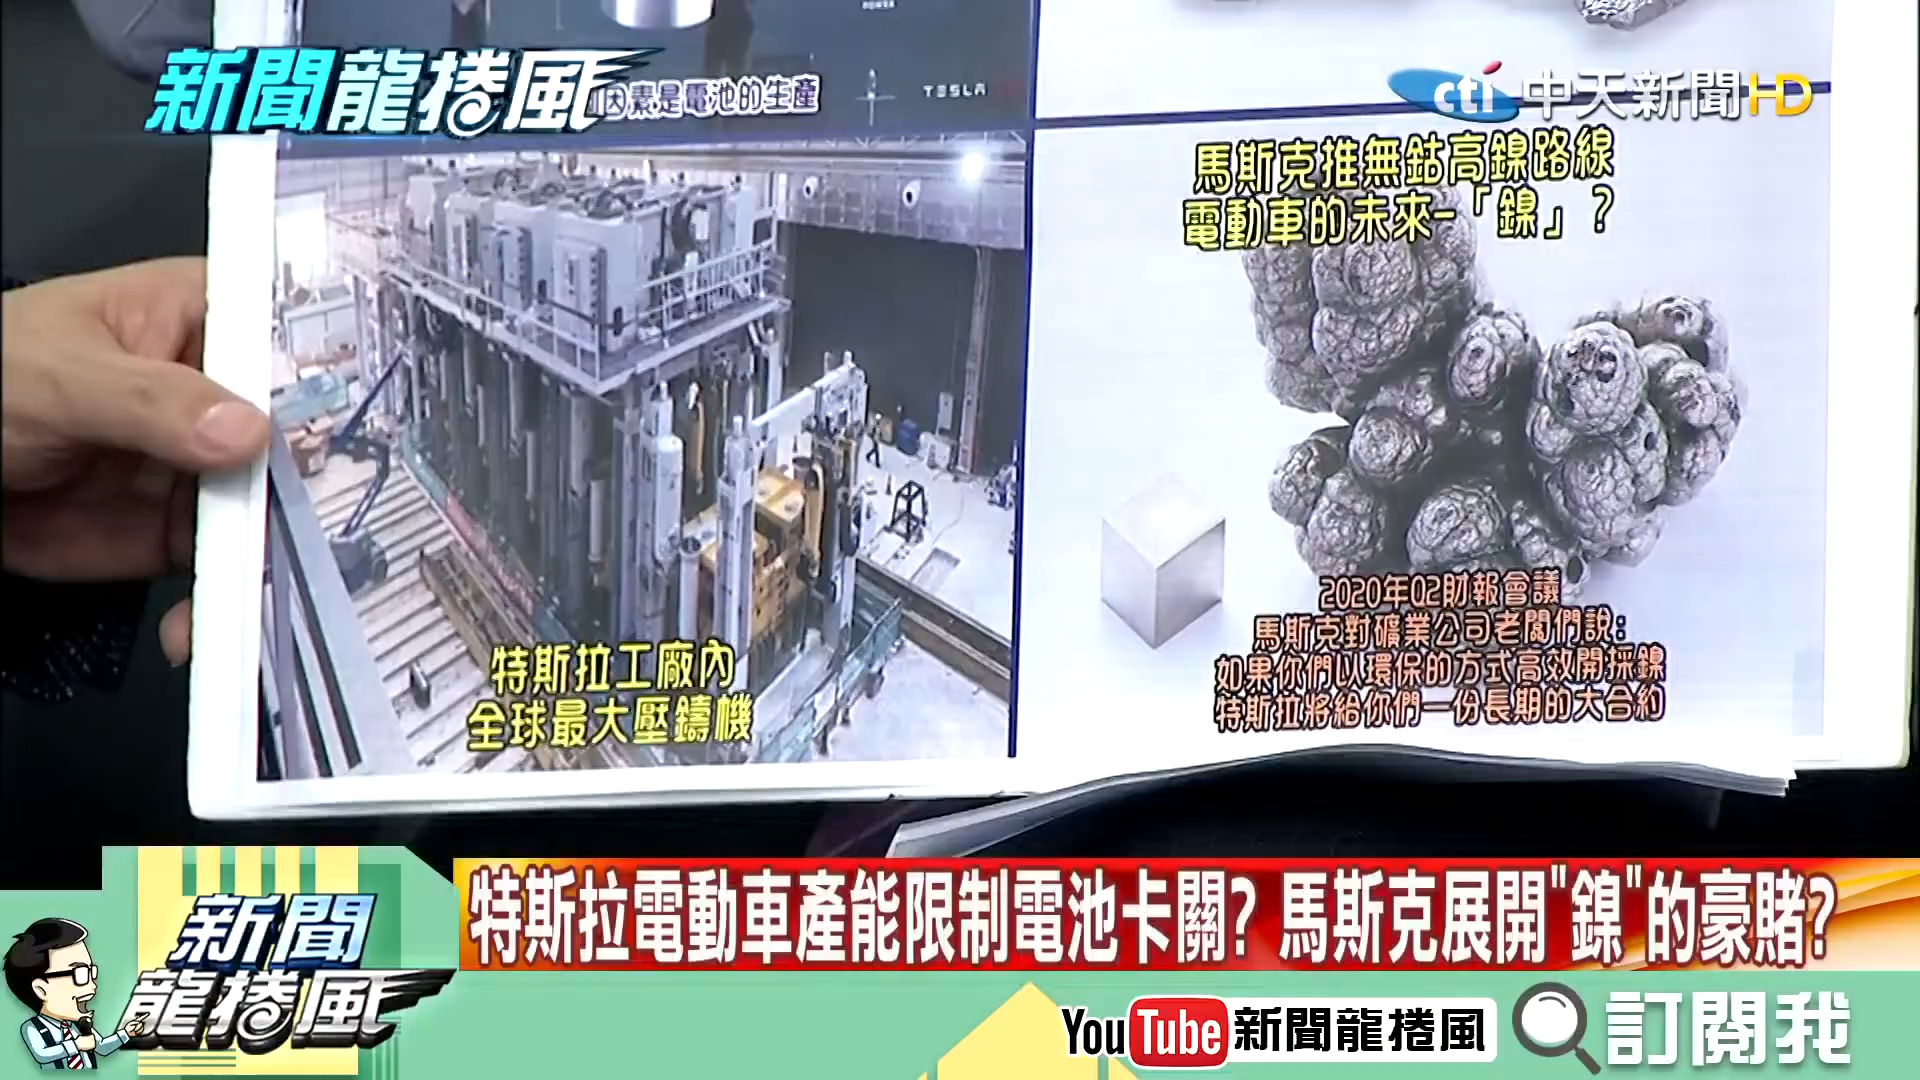 新聞龍捲風
因素是電池的生產
TESLA
cti 中天新聞HD
馬斯克推無鈷高鎳路線
電動車的未來-「鎳」?
特斯拉工廠內
全球最大壓鑄機
2020年Q2財報會議
馬斯克對礦業公司老闆們說:
如果你們以環保的方式高效開採鎳
特斯拉將給你們一份長期的大合約
特斯拉電動車產能限制電池卡關? 馬斯克展開"鎳"的豪賭?
新聞
龍捲風
YouTube 新聞龍捲風
訂閱我